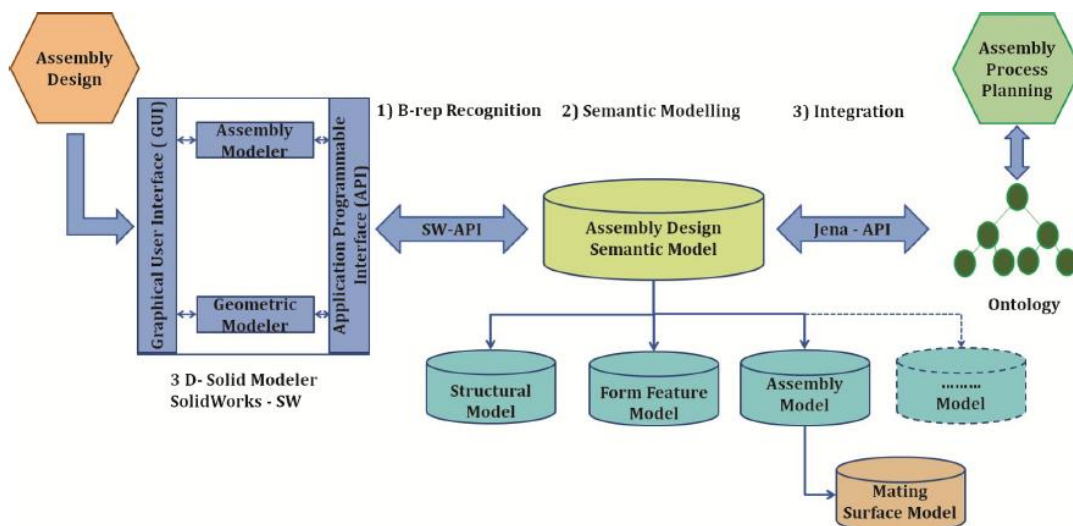 Assembly
Design
Assembly
Process
Planning
1) B-rep Recognition
2) Semantic Modelling
3) Integration
Graphical User Interface ( GUI)
Assembly
Modeler
Geometric
Modeler
Application Programmable
Interface (API)
SW-API
Assembly Design
Semantic Model
Jena - API
Ontology
3 D- Solid Modeler
SolidWorks - SW
Structural
Model
Form Feature
Model
Assembly
Model
.........
Model
Mating
Surface Model